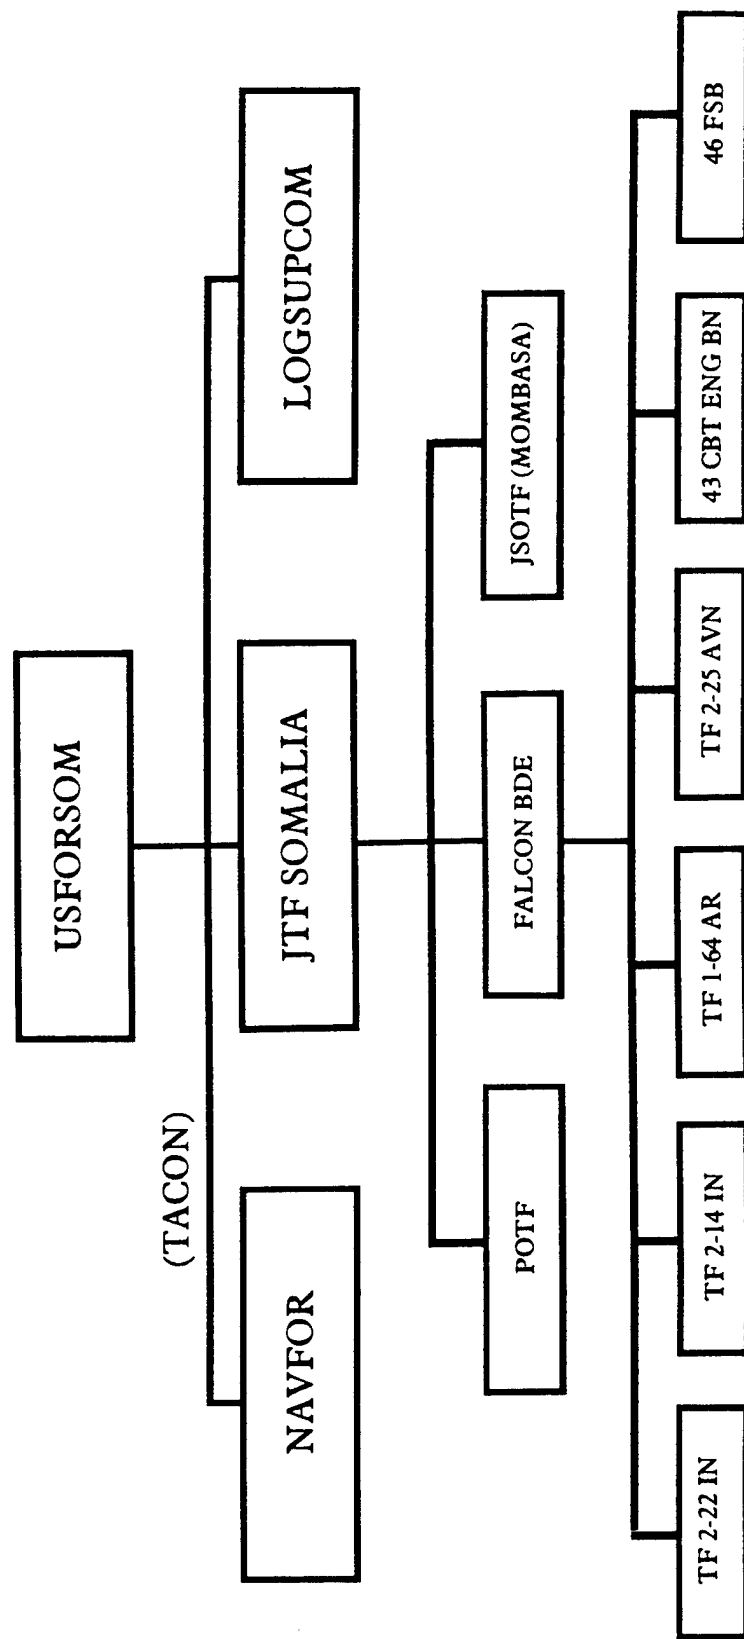 USFORSOM
(TACON)
NAVFOR
JTF SOMALIA
LOGSUPCOM
POTF
FALCON BDE
JSOTF (MOMBASA)
TF 2-22 IN
TF 2-14 IN
TF 1-64 AR
TF 2-25 AVN
43 CBT ENG BN
46 FSB